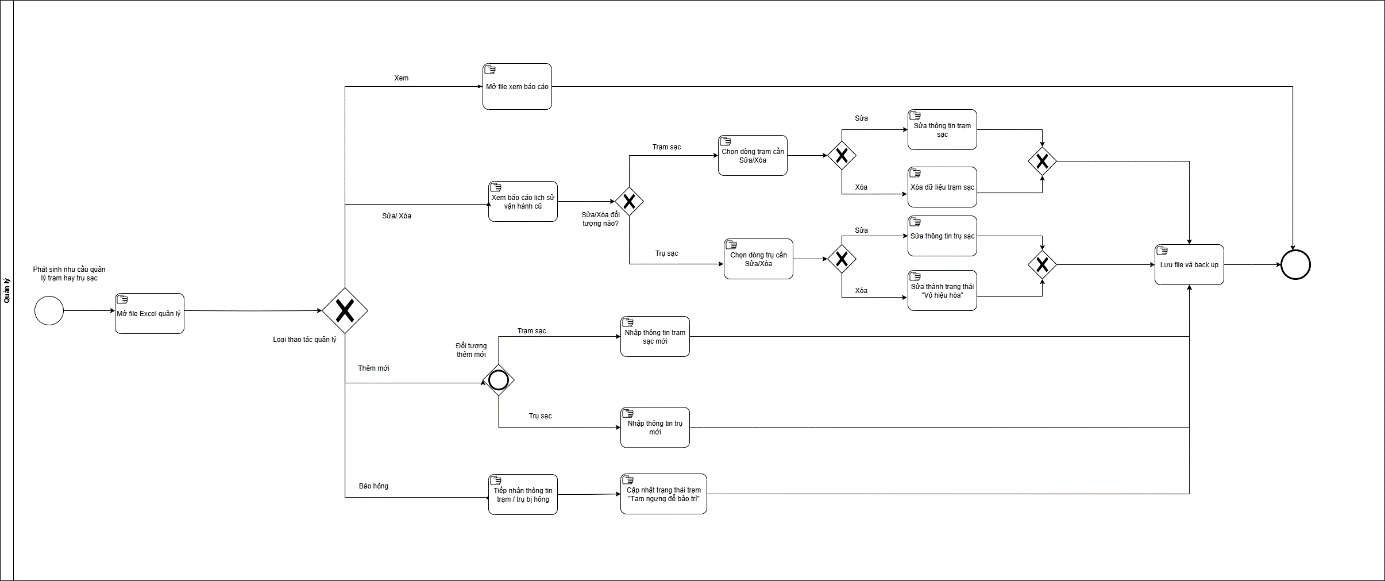 Quản lý
Phát sinh nhu cầu quản
lý trạm hay trụ sạc
Mở file Excel quản lý
Loại thao tác quản lý
Xem
Mở file xem báo cáo
Sửa/ Xóa
Xem báo cáo lịch sử
vận hành cũ
Sửa/Xóa đối
tượng nào?
Trạm sạc
Chọn dòng trạm cần
Sửa/Xóa
Sửa
Sửa thông tin trạm
sạc
Xóa
Xóa dữ liệu trạm sạc
Trụ sạc
Chọn dòng trụ cần
Sửa/Xóa
Sửa
Sửa thông tin trụ sạc
Xóa
Sửa thành trạng thái
"Vô hiệu hóa"
Lưu file và back up
Thêm mới
Đối tượng
thêm mới
Trạm sạc
Nhập thông tin trạm
sạc mới
Trụ sạc
Nhập thông tin trụ
mới
Báo hỏng
Tiếp nhận thông tin
trạm / trụ bị hỏng
Cập nhật trạng thái trạm
"Tạm ngưng để bảo trì"